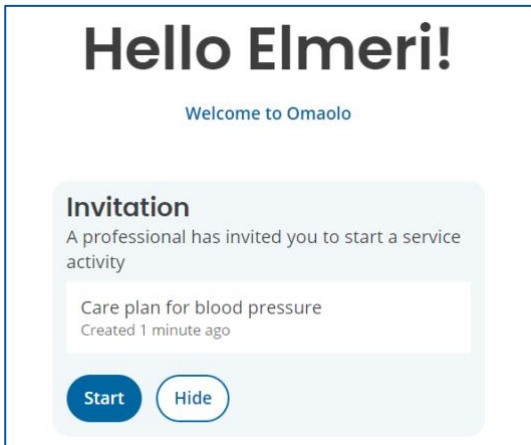 Hello Elmeri!
Welcome to Omaolo
Invitation
A professional has invited you to start a service
activity
Care plan for blood pressure
Created 1 minute ago
Start
Hide